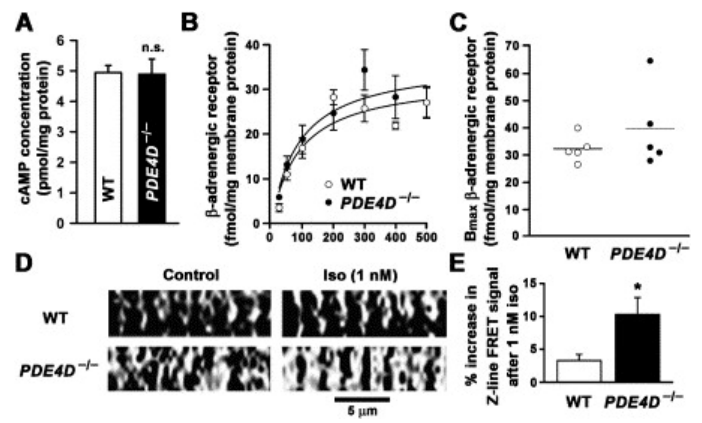 A
cAMP concentration
(pmol/mg protein)
6
5
4
3
2
1
0
n.s.
WT
PDE4D−/−
B
β-adrenergic receptor
(fmol/mg membrane protein)
40
30
20
10
0
0 100 200 300 400 500
WT
PDE4D−/−
C
Bmax β-adrenergic receptor
(fmol/mg membrane protein)
70
60
50
40
30
20
10
0
WT PDE4D−/−
D
Control Iso (1 nM)
WT
PDE4D−/−
5 μm
E
% increase in
Z-line FRET signal
after 1 nM iso
15
10
5
0
*
WT PDE4D−/−